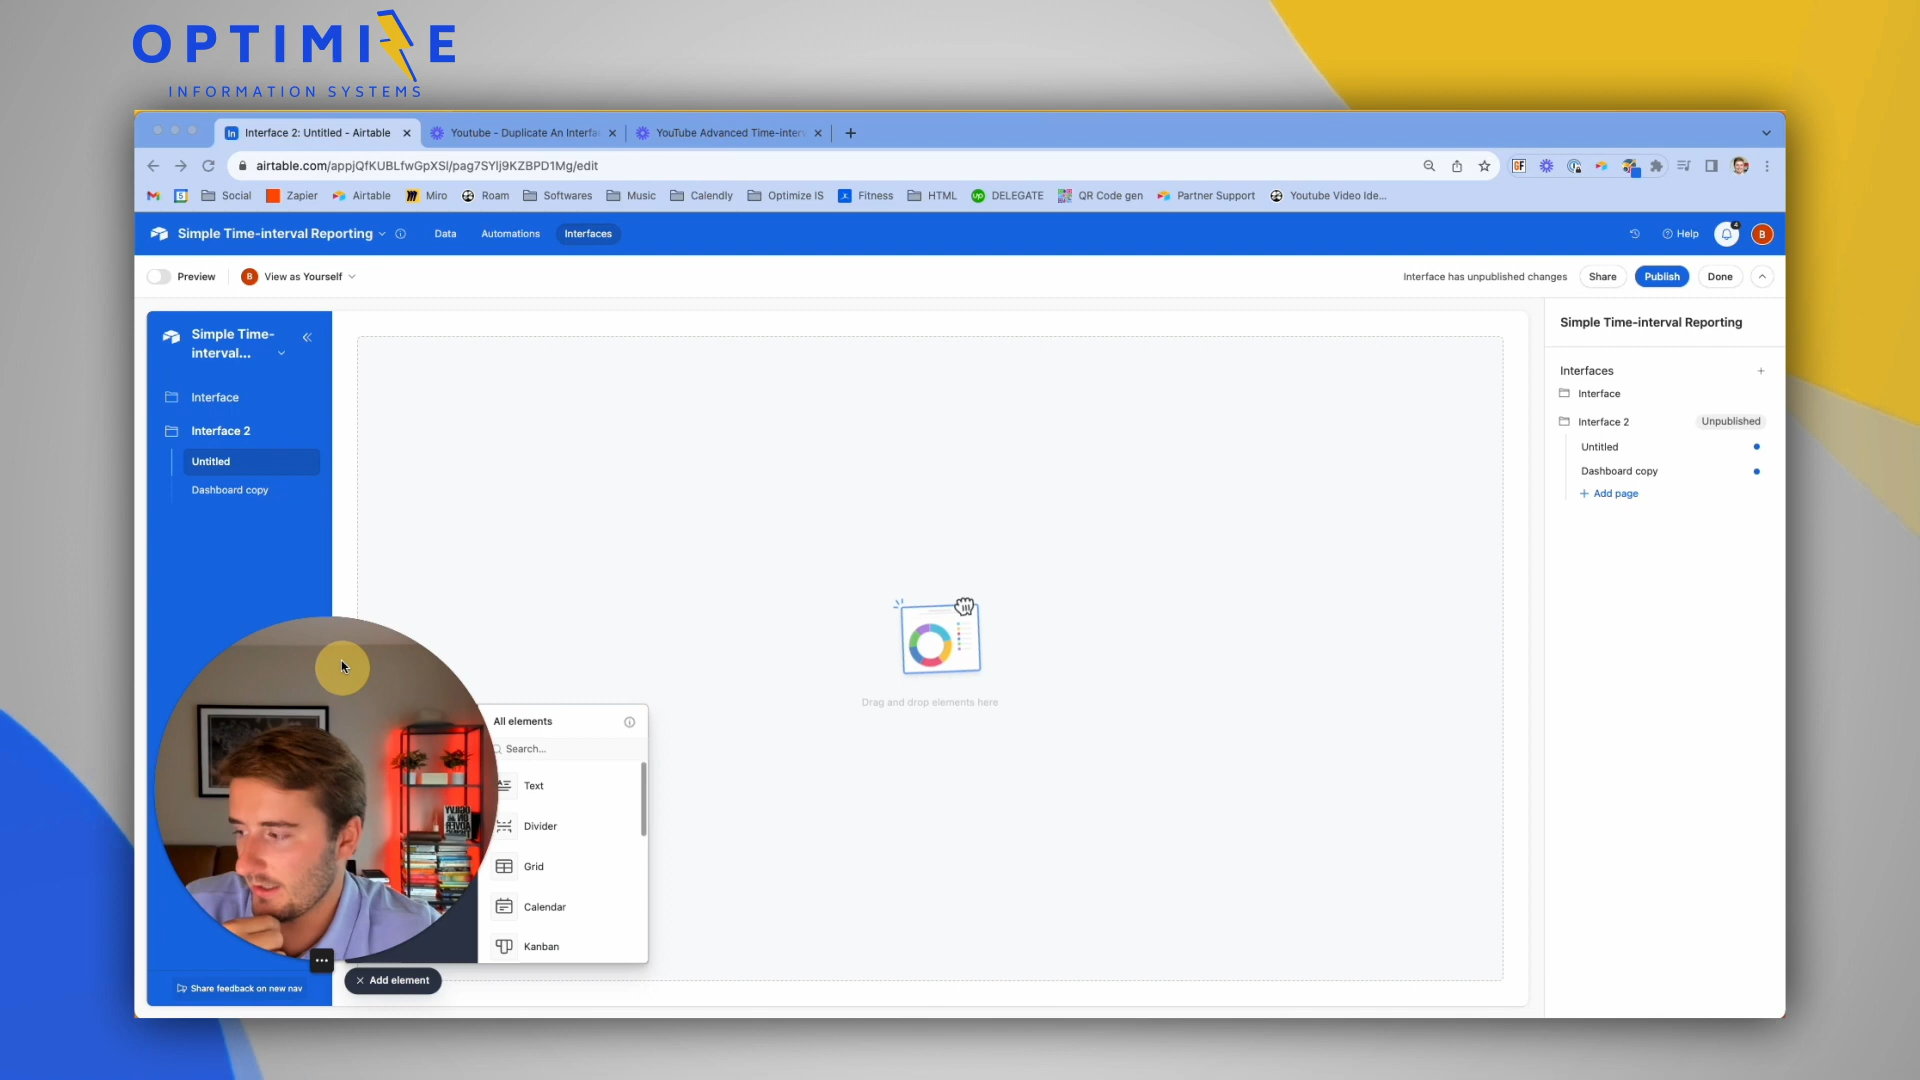 OPTIMIZE
INFORMATION SYSTEMS
Interface 2: Untitled - Airtable
Youtube - Duplicate An Interfa
YouTube Advanced Time-inter
airtable.com/appjQfKUBLfwGpXSl/pag7SYlj9KZBPD1Mg/edit
Social
Zapier
Airtable
Miro
Roam
Softwares
Music
Calendly
Optimize IS
Fitness
HTML
DELEGATE
QR Code gen
Partner Support
Youtube Video Ide...
Simple Time-interval Reporting
Data
Automations
Interfaces
Help
4
B
Preview
B
View as Yourself
Interface has unpublished changes
Share
Publish
Done
Simple Time-
interval...
Interface
Interface 2
Untitled
Dashboard copy
Share feedback on new nav
Drag and drop elements here
All elements
Search...
Text
Divider
Grid
Calendar
Kanban
Add element
Simple Time-interval Reporting
Interfaces
Interface
Interface 2
Unpublished
Untitled
Dashboard copy
+ Add page